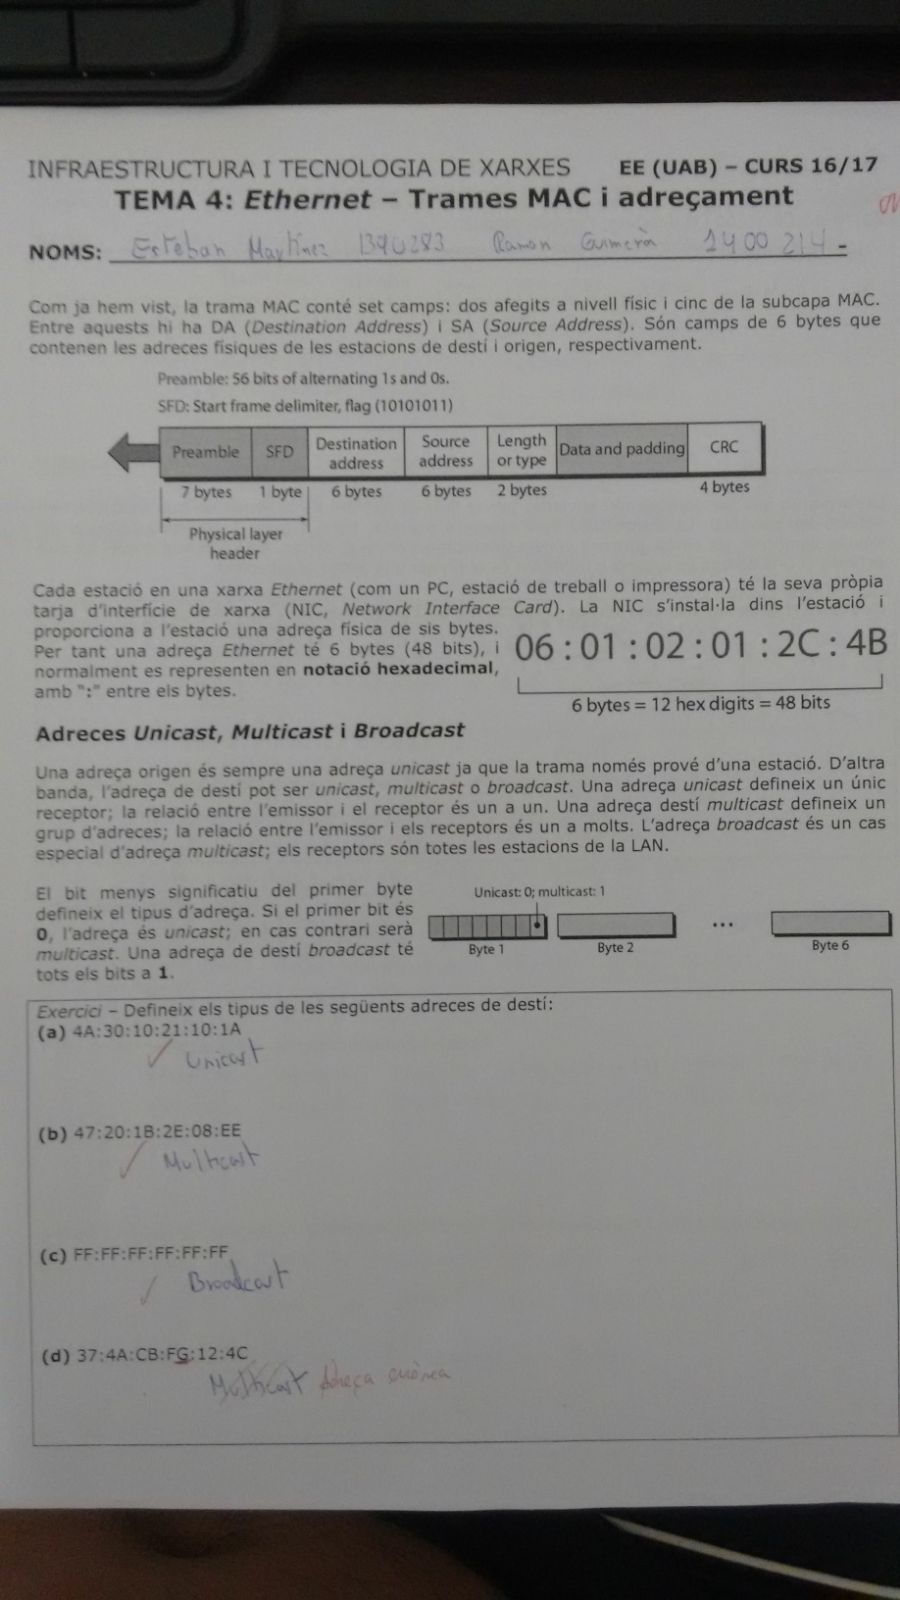 INFRAESTRUCTURA I TECNOLOGIA DE XARXES EE (UAB) – CURS 16/17
TEMA 4: Ethernet – Trames MAC i adreçament
NOMS: Esteban Martínez 1390283 Ramon Guimerà 1400214
Com ja hem vist, la trama MAC conté set camps: dos afegits a nivell físic i cinc de la subcapa MAC.
Entre aquests hi ha DA (Destination Address) i SA (Source Address). Són camps de 6 bytes que
contenen les adreces físiques de les estacions de destí i origen, respectivament.
Preamble: 56 bits of alternating 1s and 0s.
SFD: Start frame delimiter, flag (10101011)
Preamble SFD Destination address Source address Length or type Data and padding CRC
7 bytes 1 byte 6 bytes 6 bytes 2 bytes 4 bytes
Physical layer
header
Cada estació en una xarxa Ethernet (com un PC, estació de treball o impressora) té la seva pròpia
tarja d'interfície de xarxa (NIC, Network Interface Card). La NIC s'instal·la dins l'estació i
proporciona a l'estació una adreça física de sis bytes.
Per tant una adreça Ethernet té 6 bytes (48 bits), i
normalment es representen en notació hexadecimal,
amb ":" entre els bytes.
06 : 01 : 02 : 01 : 2C : 4B
6 bytes = 12 hex digits = 48 bits
Adreces Unicast, Multicast i Broadcast
Una adreça origen és sempre una adreça unicast ja que la trama només prové d'una estació. D'altra
banda, l'adreça de destí pot ser unicast, multicast o broadcast. Una adreça unicast defineix un únic
receptor; la relació entre l'emissor i el receptor és un a un. Una adreça destí multicast defineix un
grup d'adreces; la relació entre l'emissor i els receptors és un a molts. L'adreça broadcast és un cas
especial d'adreça multicast; els receptors són totes les estacions de la LAN.
El bit menys significatiu del primer byte
defineix el tipus d'adreça. Si el primer bit és
0, l'adreça és unicast; en cas contrari serà
multicast. Una adreça de destí broadcast té
tots els bits a 1.
Unicast: 0; multicast: 1
...
Byte 1 Byte 2 Byte 6
Exercici – Defineix els tipus de les següents adreces de destí:
(a) 4A:30:10:21:10:1A
Unicast
(b) 47:20:1B:2E:08:EE
Multicast
(c) FF:FF:FF:FF:FF:FF
Broadcast
(d) 37:4A:CB:FG:12:4C
Multicast Adreça errònea